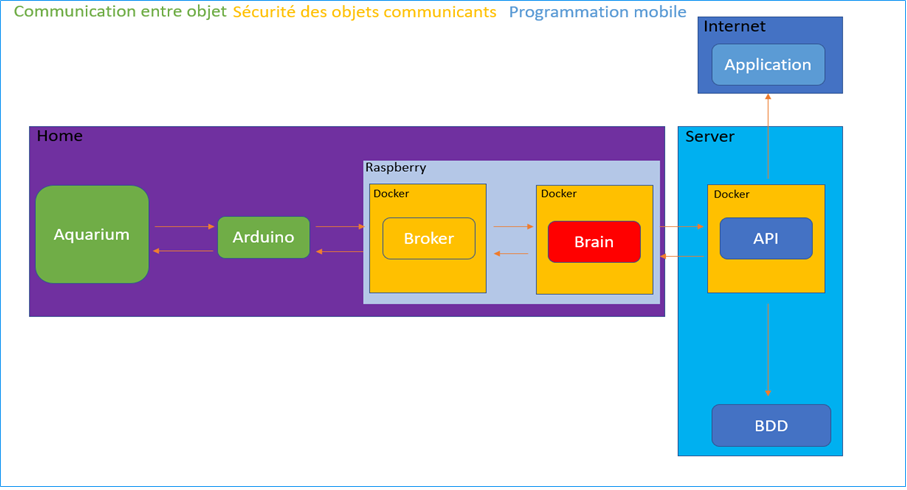 Communication entre objet Sécurité des objets communicants Programmation mobile
Internet
Application
Home
Server
Raspberry
Docker
Docker
Docker
Aquarium
Arduino
Broker
Brain
API
BDD